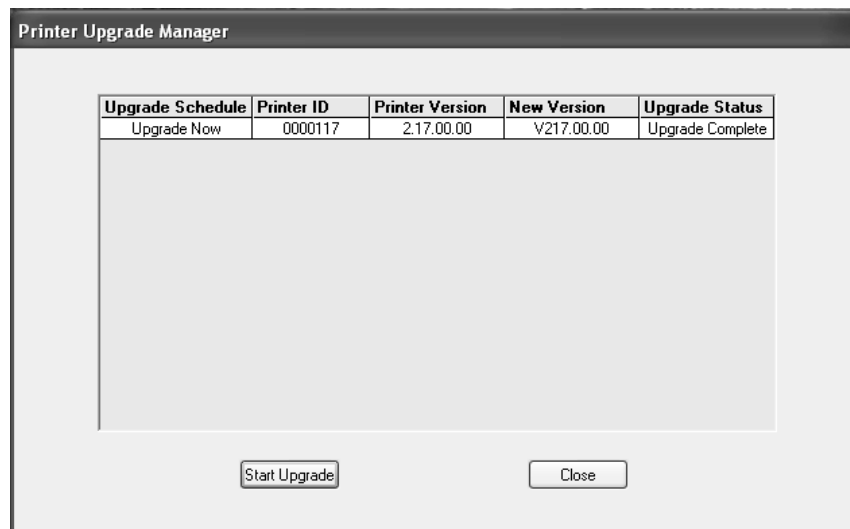 Printer Upgrade Manager
Upgrade Schedule Printer ID Printer Version New Version Upgrade Status
Upgrade Now 0000117 2.17.00.00 V217.00.00 Upgrade Complete
Start Upgrade Close